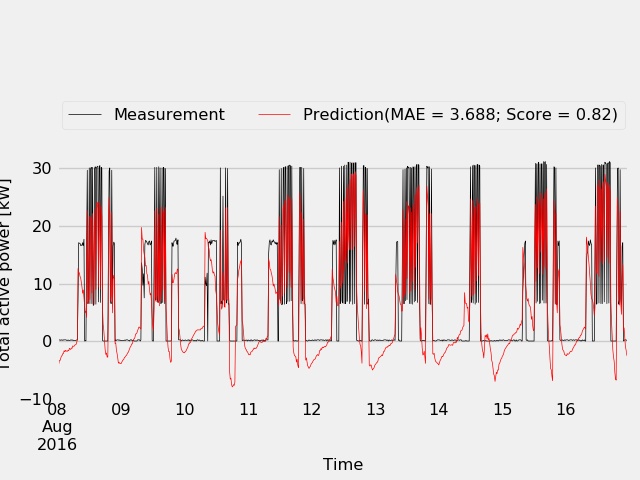 Measurement
Prediction(MAE = 3.688; Score = 0.82)
Total active power [kW]
30
20
10
0
−10
08 09 10 11 12 13 14 15 16
Aug
2016
Time